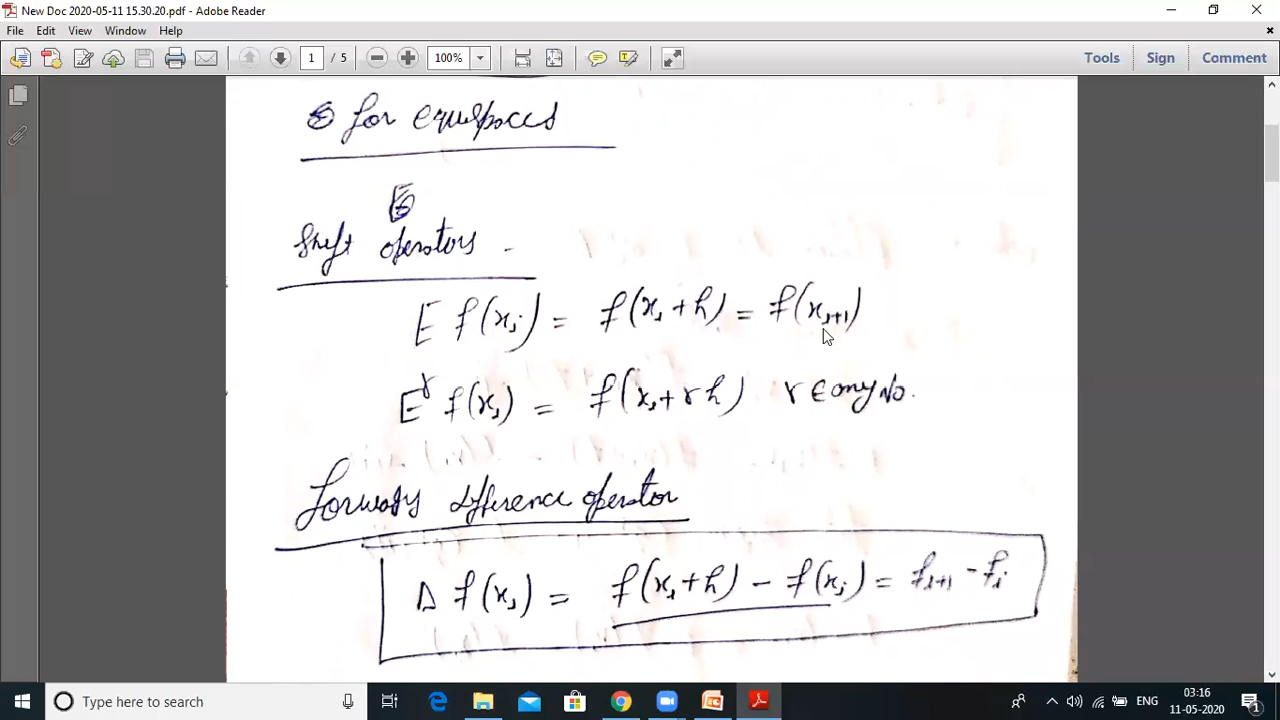 New Doc 2020-05-11 15.30.20.pdf - Adobe Reader
File Edit View Window Help
1 / 5 100% Tools Sign Comment
for equispaces
E
Shift operators -
E f(xᵢ) = f(xᵢ + h) = f(xᵢ₊₁)
Eʳ f(xᵢ) = f(xᵢ + rh) r ∈ any No.
Forwards difference operator
Δ f(xᵢ) = f(xᵢ + h) - f(xᵢ) = fᵢ₊₁ - fᵢ
Type here to search
ENG
03:16
11-05-2020
1